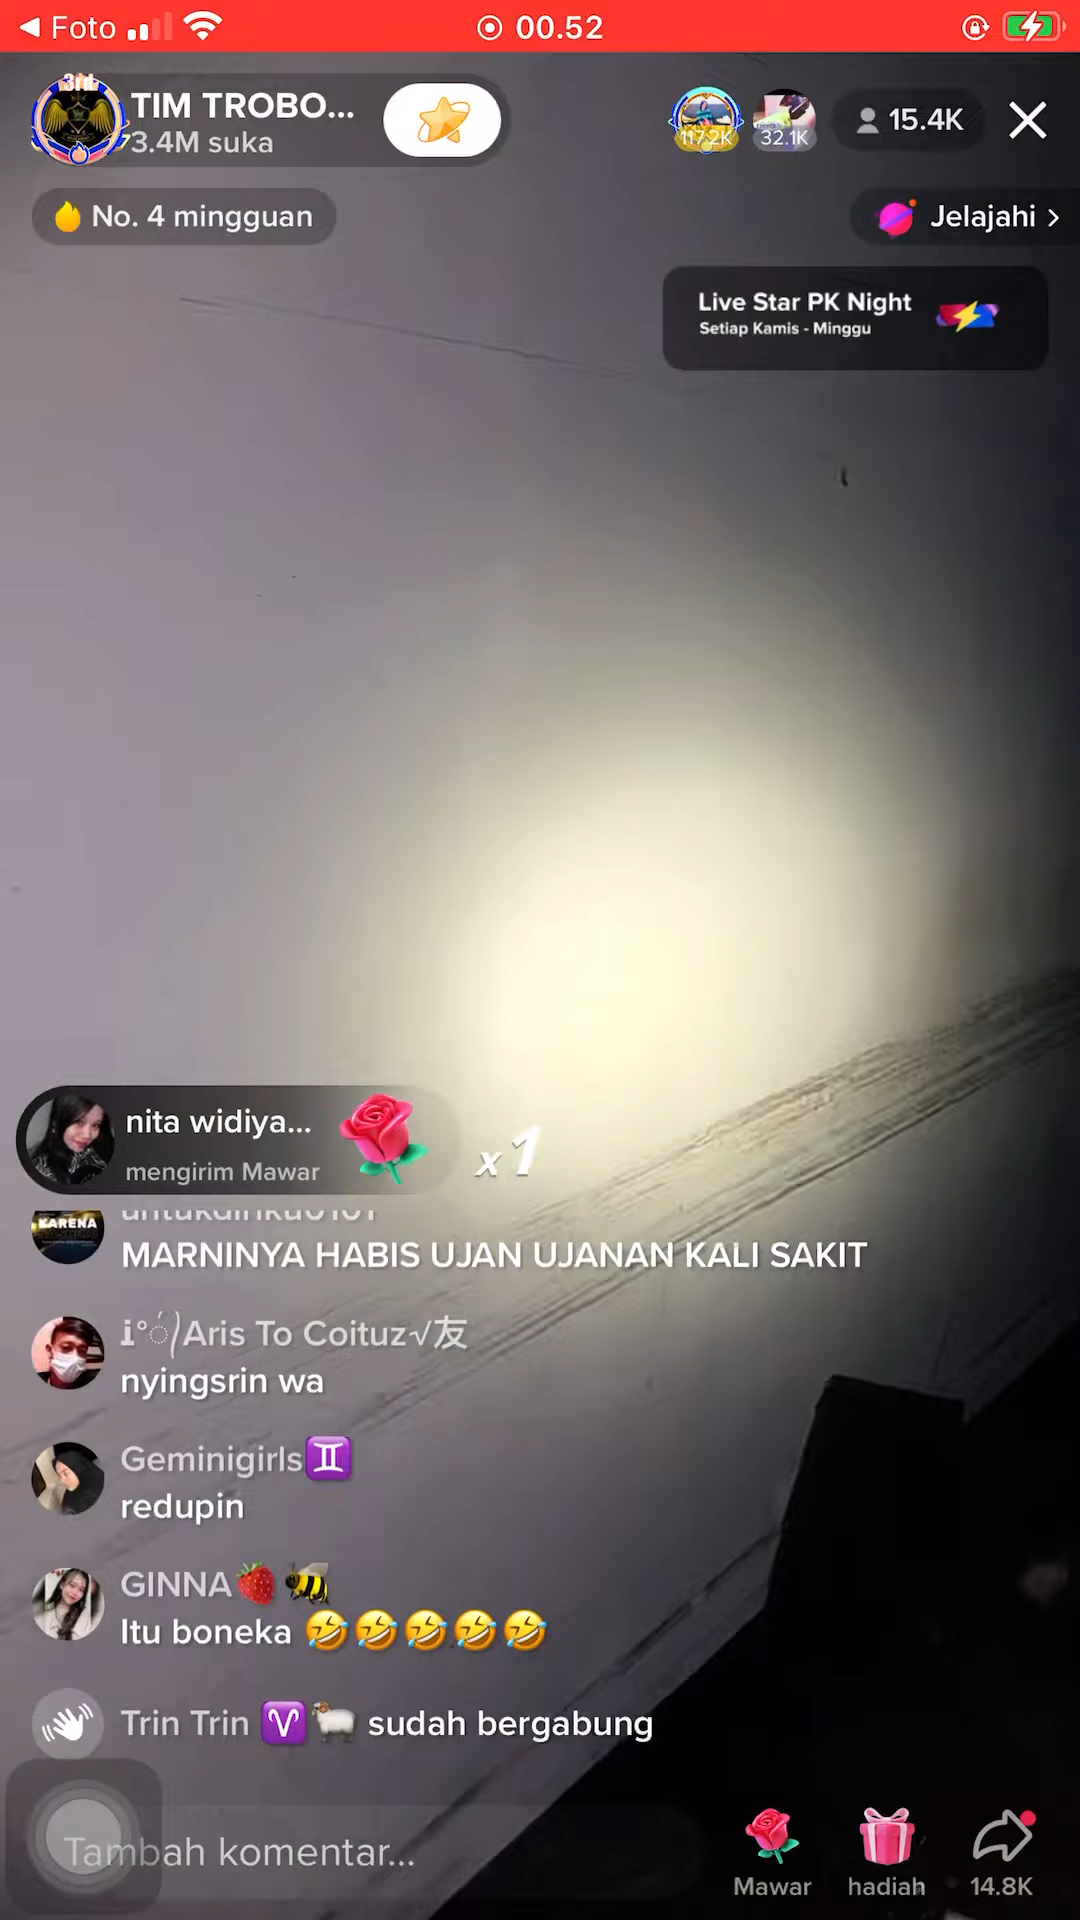 Foto
00.52
3rd
TIM TROBO...
3.4M suka
117.2K
32.1K
15.4K
No. 4 mingguan
Jelajahi
Live Star PK Night
Setiap Kamis - Minggu
nita widiya...
mengirim Mawar
x1
KARENA
MARNINYA HABIS UJAN UJANAN KALI SAKIT
Aris To Coituz√友
nyingsrin wa
Geminigirls♊
redupin
GINNA🍓🐝
Itu boneka 🤣🤣🤣🤣🤣
Trin Trin ♈🐏 sudah bergabung
Tambah komentar...
Mawar
hadiah
14.8K